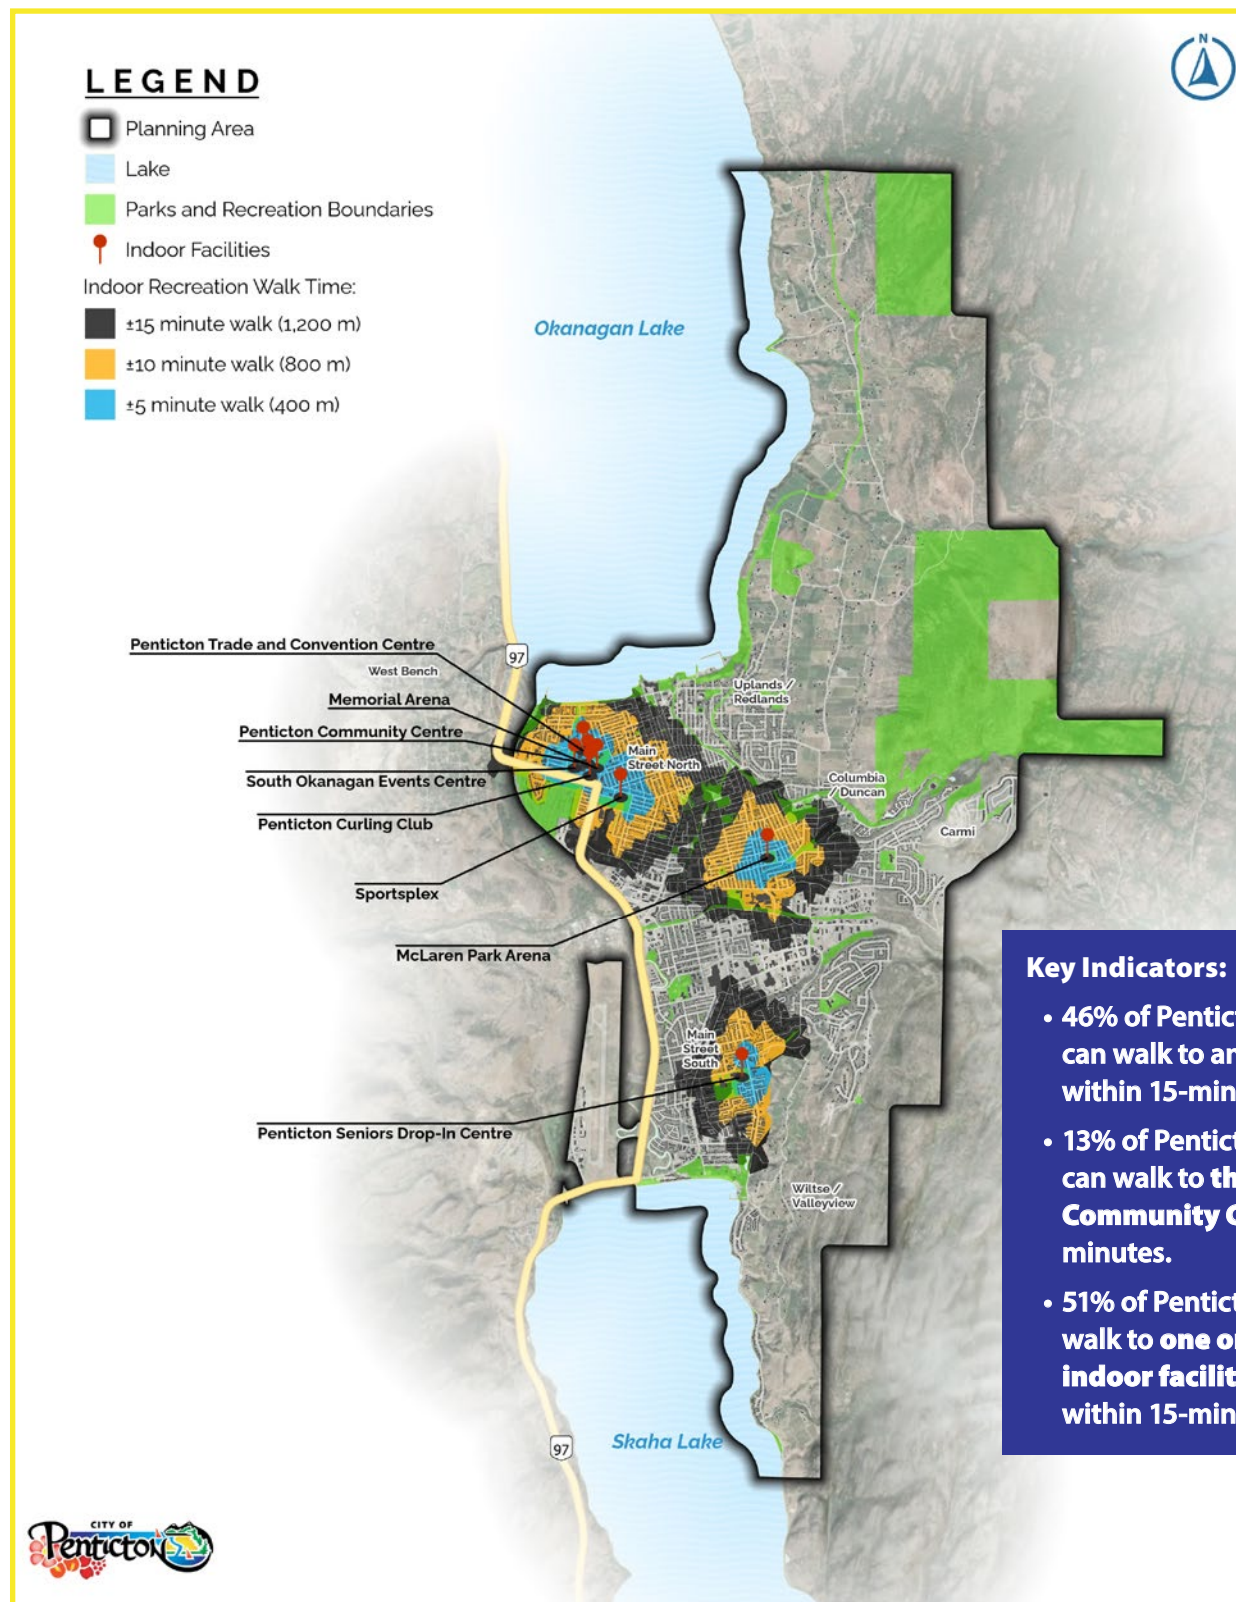 N
LEGEND
Planning Area
Lake
Parks and Recreation Boundaries
Indoor Facilities
Indoor Recreation Walk Time:
±15 minute walk (1,200 m)
±10 minute walk (800 m)
±5 minute walk (400 m)
Okanagan Lake
Penticton Trade and Convention Centre
97
West Bench
Memorial Arena
Penticton Community Centre
South Okanagan Events Centre
Penticton Curling Club
Sportsplex
McLaren Park Arena
Penticton Seniors Drop-In Centre
Uplands /
Redlands
Main
Street North
Columbia
/ Duncan
Carmi
Main
Street
South
Wiltse /
Valleyview
Skaha Lake
97
Key Indicators:
• 46% of Pentict
can walk to an
within 15-min
• 13% of Pentict
can walk to th
Community C
minutes.
• 51% of Pentict
walk to one o
indoor facilit
within 15-min
CITY OF
Penticton